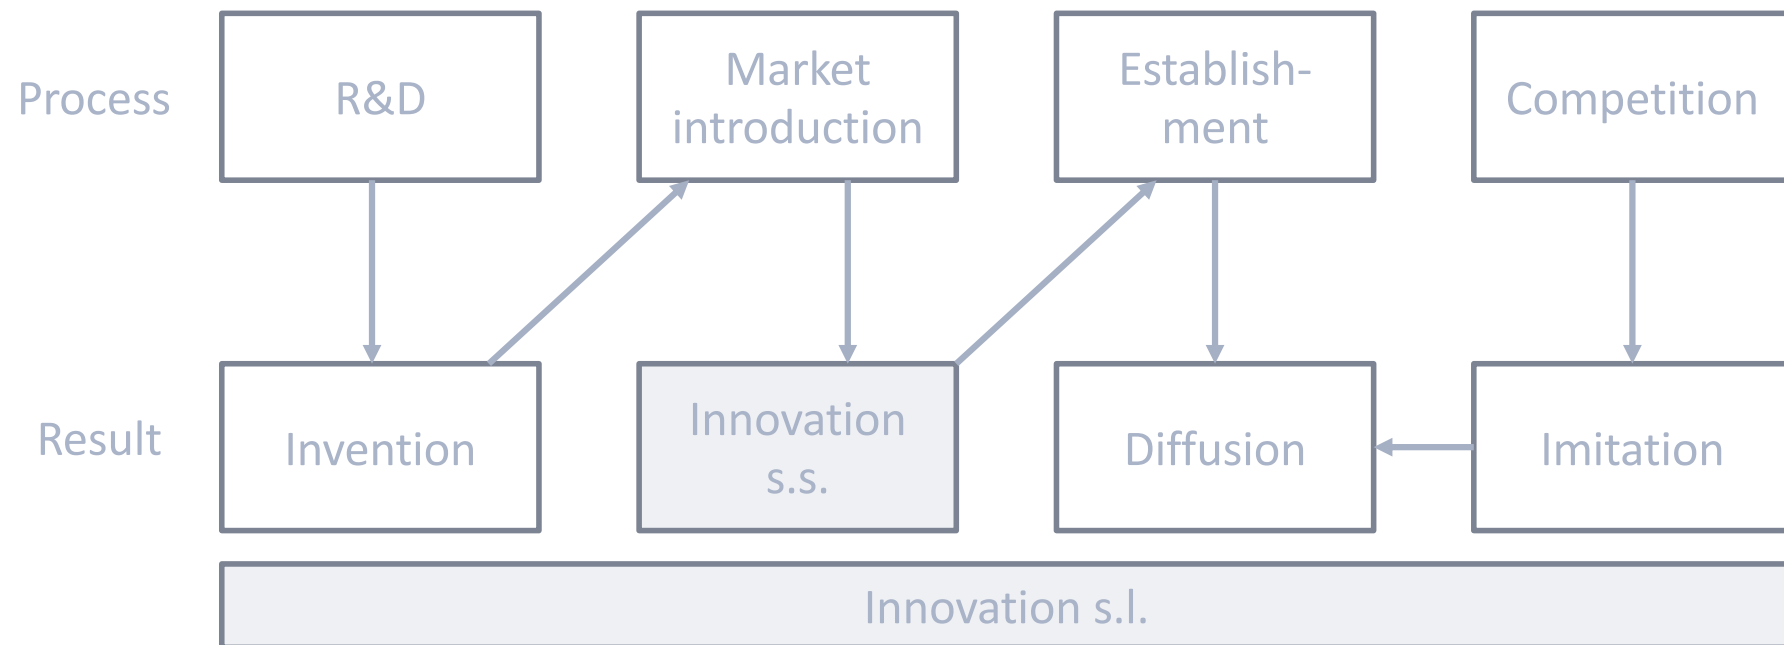 Process
R&D
Market
introduction
Establish-
ment
Competition
Result
Invention
Innovation
s.s.
Diffusion
Imitation
Innovation s.l.